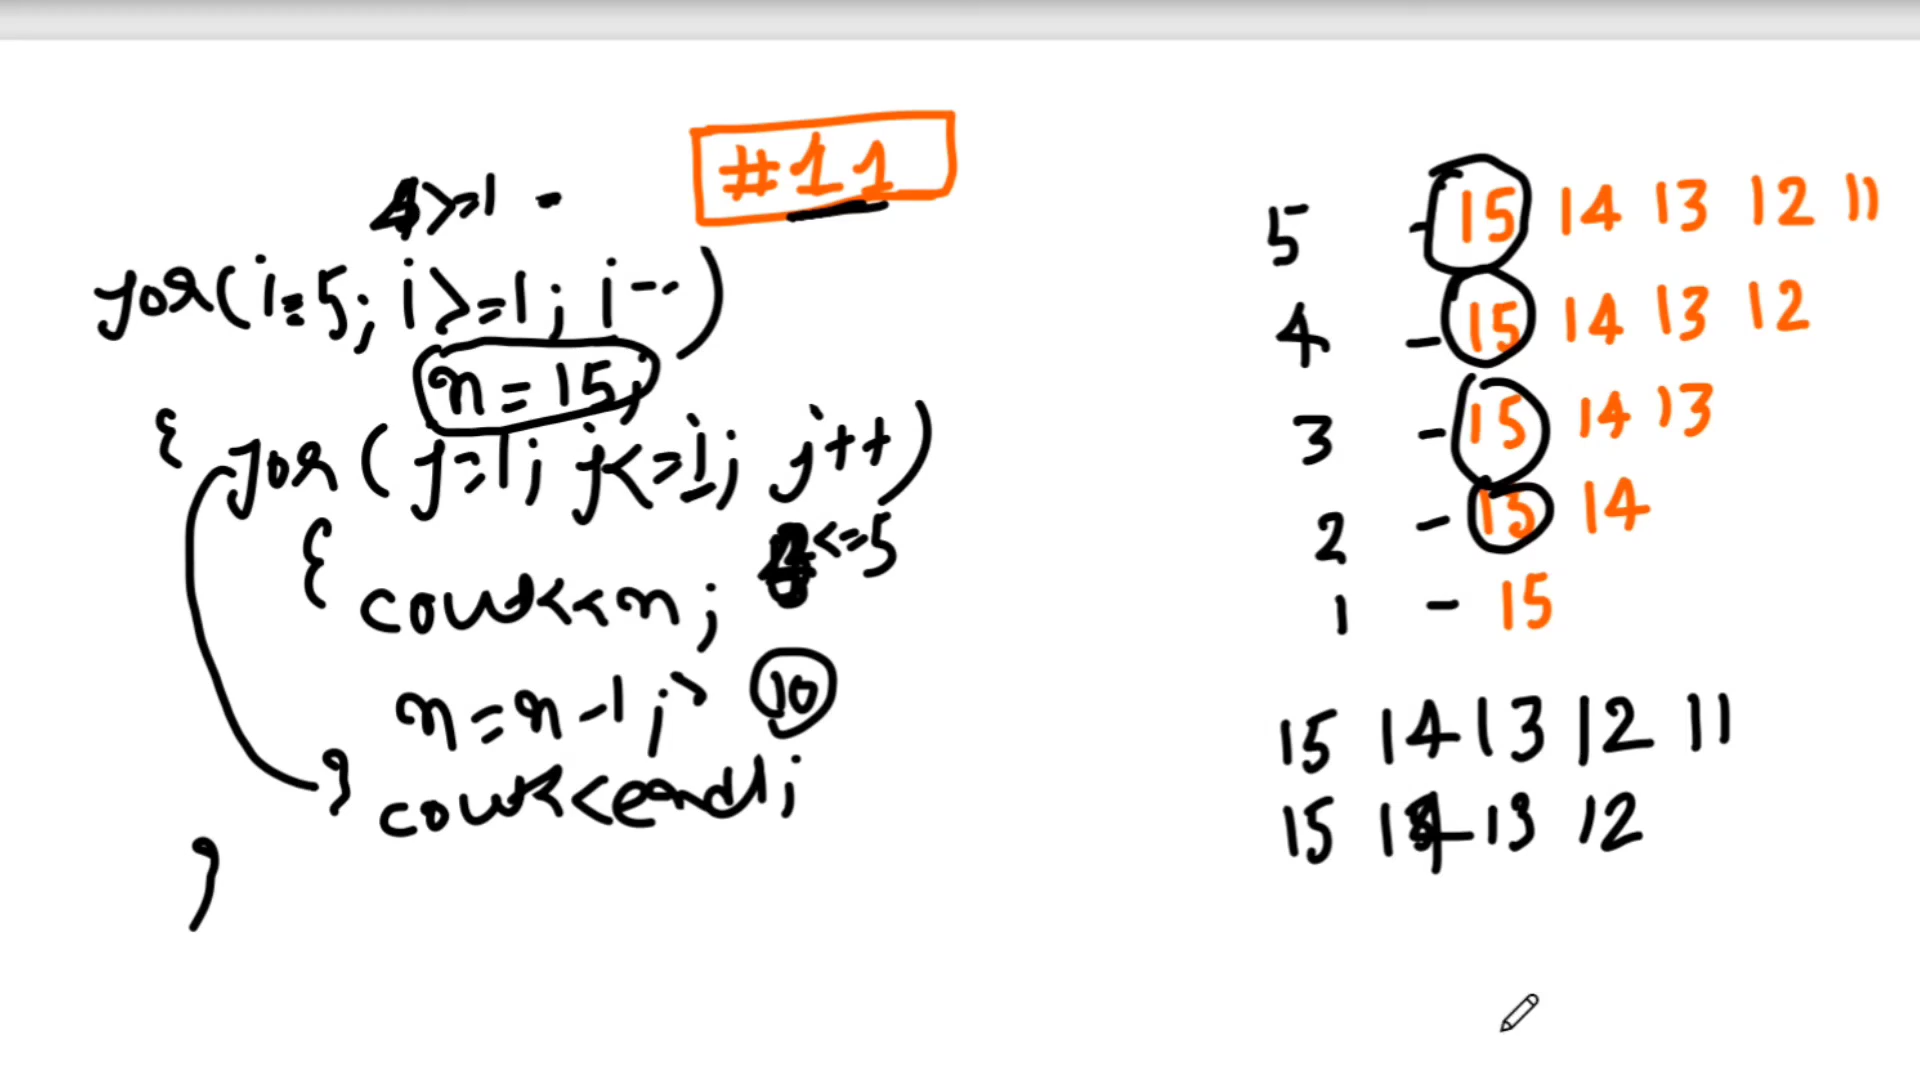 #11
4>=1 -
for(i=5; i>=1; i--)
n=15;
{ for (j=1; j<=i; j++)
{ <=5
cout<<n;
n=n-1; 10
} cout<<endl;
}
5 - 15 14 13 12 11
4 - 15 14 13 12
3 - 15 14 13
2 - 15 14
1 - 15
15 14 13 12 11
15 14 13 12